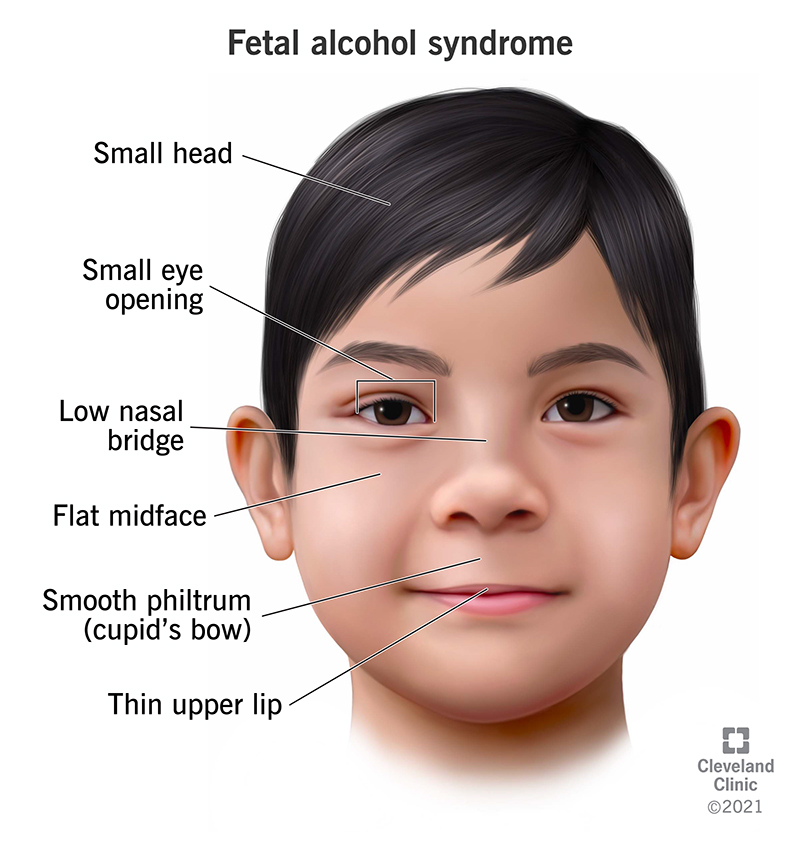 Fetal alcohol syndrome
Small head
Small eye
opening
Low nasal
bridge
Flat midface
Smooth philtrum
(cupid’s bow)
Thin upper lip
Cleveland
Clinic
©2021